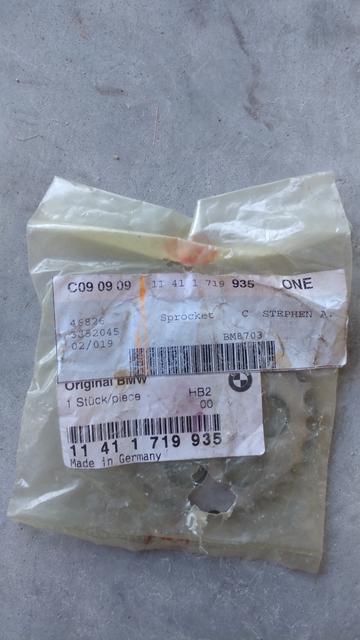 C09 09 09 11 41 1 719 935 ONE
46826 Sprocket C STEPHEN A.
3352045
02/019 BM8703
Original BMW
1 Stück/piece HB2
00
11 41 1 719 935
Made in Germany